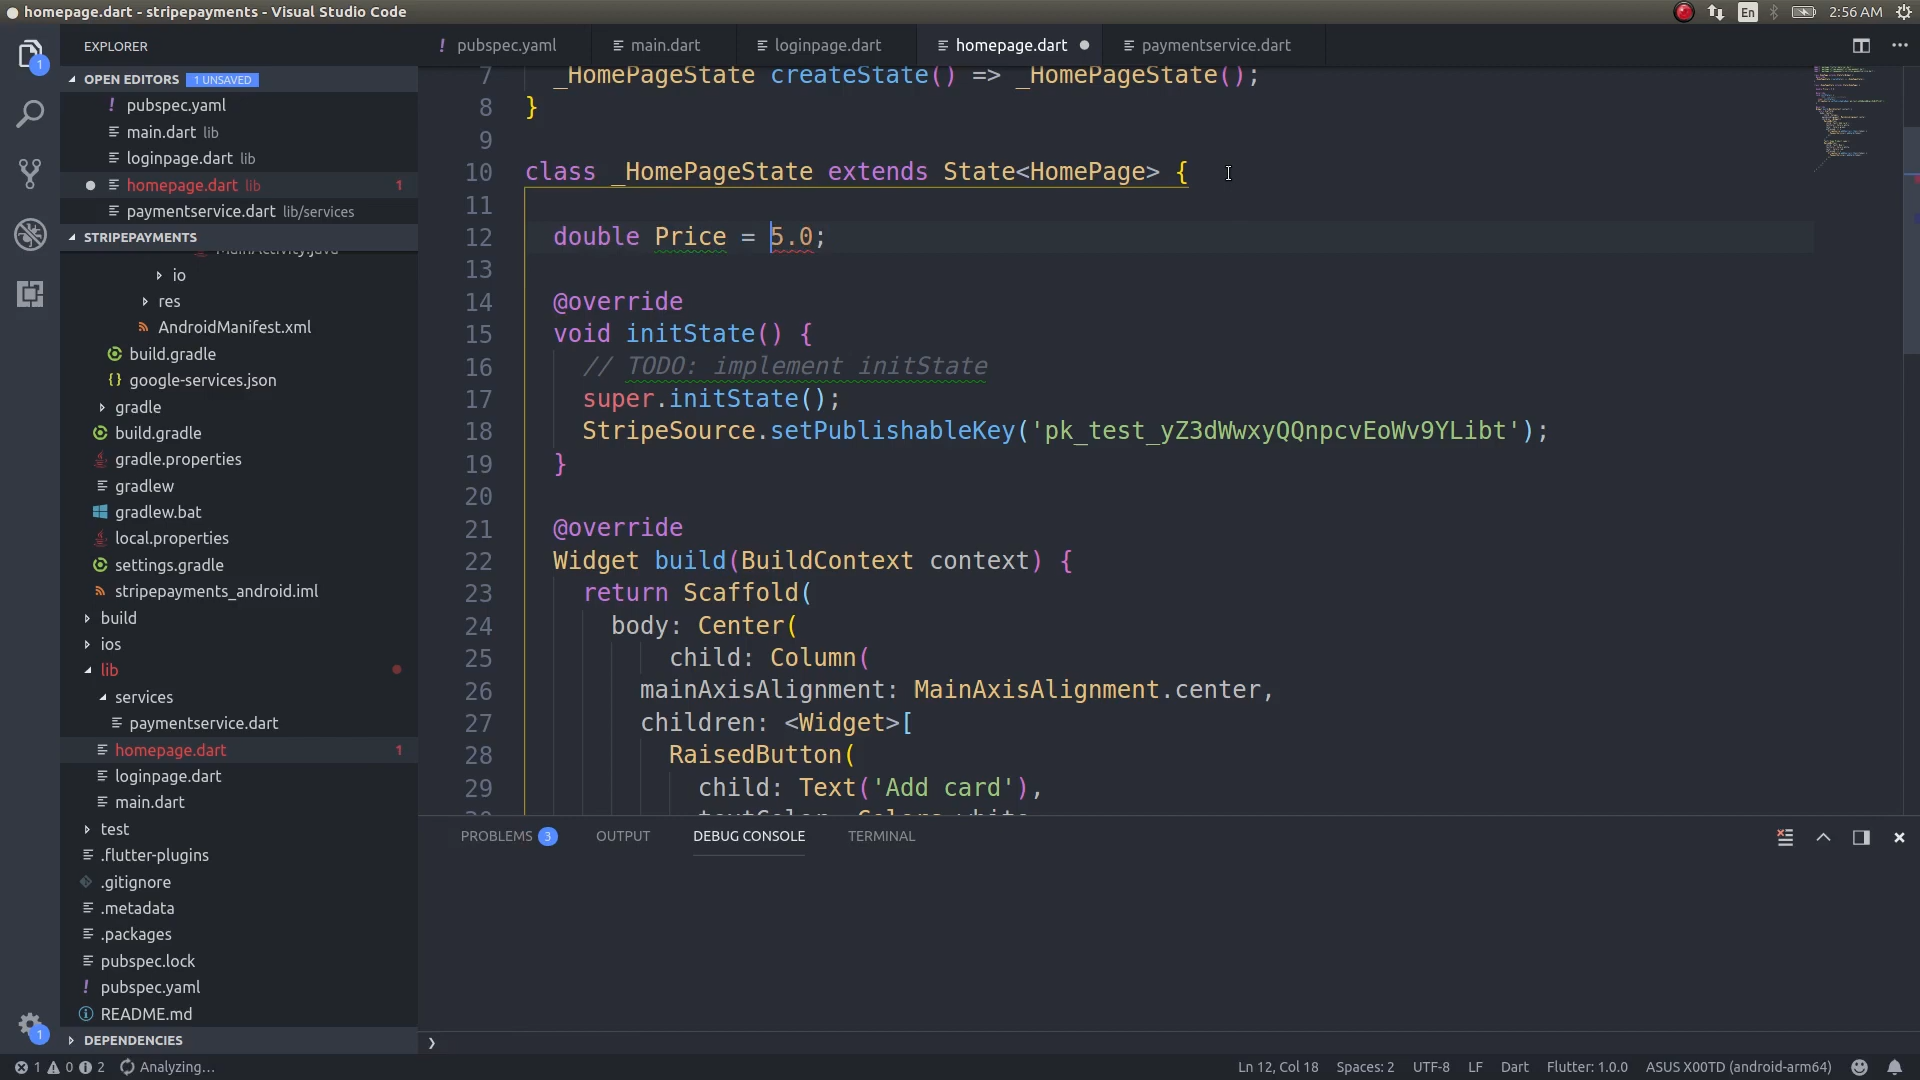 homepage.dart - stripepayments - Visual Studio Code
En
2:56 AM
EXPLORER
OPEN EDITORS 1 UNSAVED
! pubspec.yaml
main.dart lib
loginpage.dart lib
homepage.dart lib 1
paymentservice.dart lib/services
STRIPEPAYMENTS
MainActivity.java
io
res
AndroidManifest.xml
build.gradle
{} google-services.json
gradle
build.gradle
gradle.properties
gradlew
gradlew.bat
local.properties
settings.gradle
stripepayments_android.iml
build
ios
lib
services
paymentservice.dart
homepage.dart 1
loginpage.dart
main.dart
test
.flutter-plugins
.gitignore
.metadata
.packages
pubspec.lock
! pubspec.yaml
README.md
DEPENDENCIES
1
1
! pubspec.yaml
main.dart
loginpage.dart
homepage.dart
paymentservice.dart
7 _HomePageState createState() => _HomePageState();
8 }
9
10 class _HomePageState extends State<HomePage> {
11
12 double Price = 5.0;
13
14 @override
15 void initState() {
16 // TODO: implement initState
17 super.initState();
18 StripeSource.setPublishableKey('pk_test_yZ3dWwxyQQnpcvEoWv9YLibt');
19 }
20
21 @override
22 Widget build(BuildContext context) {
23 return Scaffold(
24 body: Center(
25 child: Column(
26 mainAxisAlignment: MainAxisAlignment.center,
27 children: <Widget>[
28 RaisedButton(
29 child: Text('Add card'),
30 textColor: Colors.white,
PROBLEMS 3 OUTPUT DEBUG CONSOLE TERMINAL
1 0 2 Analyzing...
Ln 12, Col 18 Spaces: 2 UTF-8 LF Dart Flutter: 1.0.0 ASUS X00TD (android-arm64)